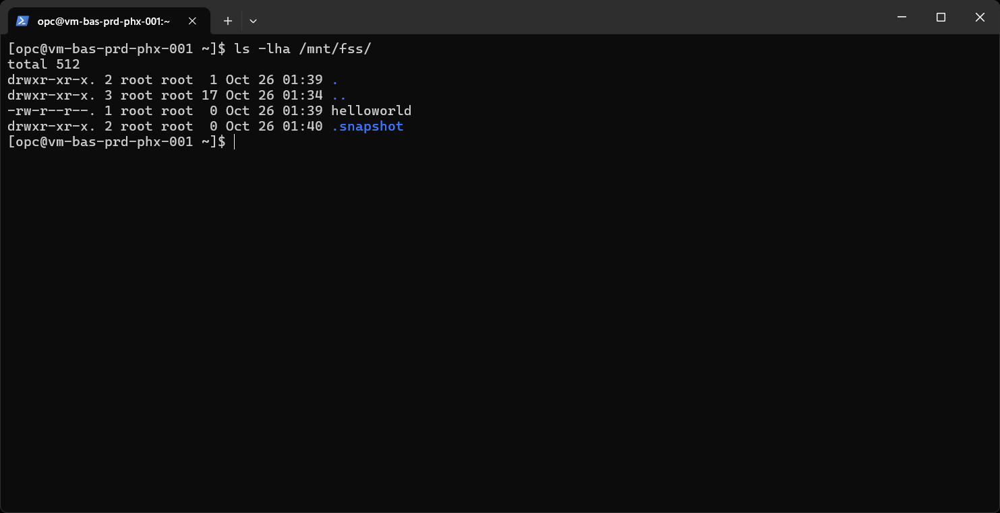 opc@vm-bas-prd-phx-001:~
[opc@vm-bas-prd-phx-001 ~]$ ls -lha /mnt/fss/
total 512
drwxr-xr-x. 2 root root  1 Oct 26 01:39 .
drwxr-xr-x. 3 root root 17 Oct 26 01:34 ..
-rw-r--r--. 1 root root  0 Oct 26 01:39 helloworld
drwxr-xr-x. 2 root root  0 Oct 26 01:40 .snapshot
[opc@vm-bas-prd-phx-001 ~]$